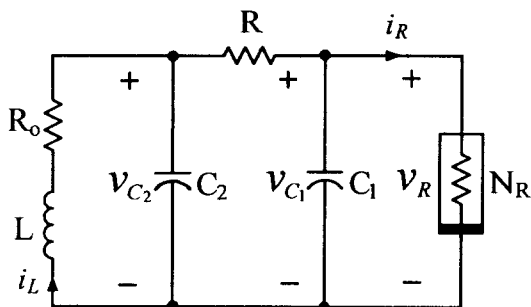 R
i_R
+ + +
R_o
v_{C_2} C_2 v_{C_1} C_1 v_R N_R
L
i_L − − −